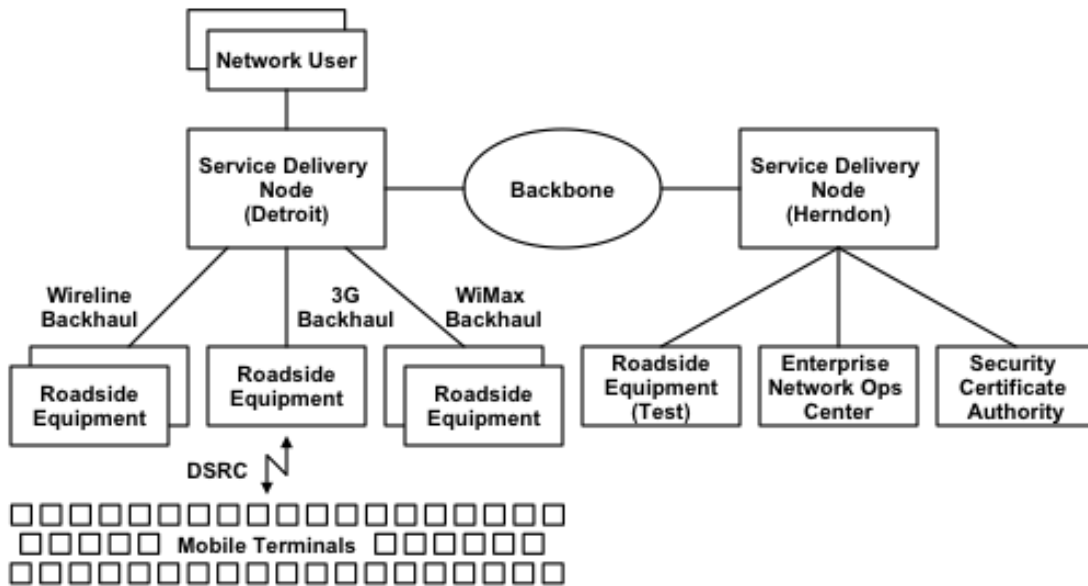 Network User
Service Delivery
Node
(Detroit)
Backbone
Service Delivery
Node
(Herndon)
Wireline
Backhaul
3G
Backhaul
WiMax
Backhaul
Roadside
Equipment
Roadside
Equipment
Roadside
Equipment
Roadside
Equipment
(Test)
Enterprise
Network Ops
Center
Security
Certificate
Authority
DSRC
Mobile Terminals